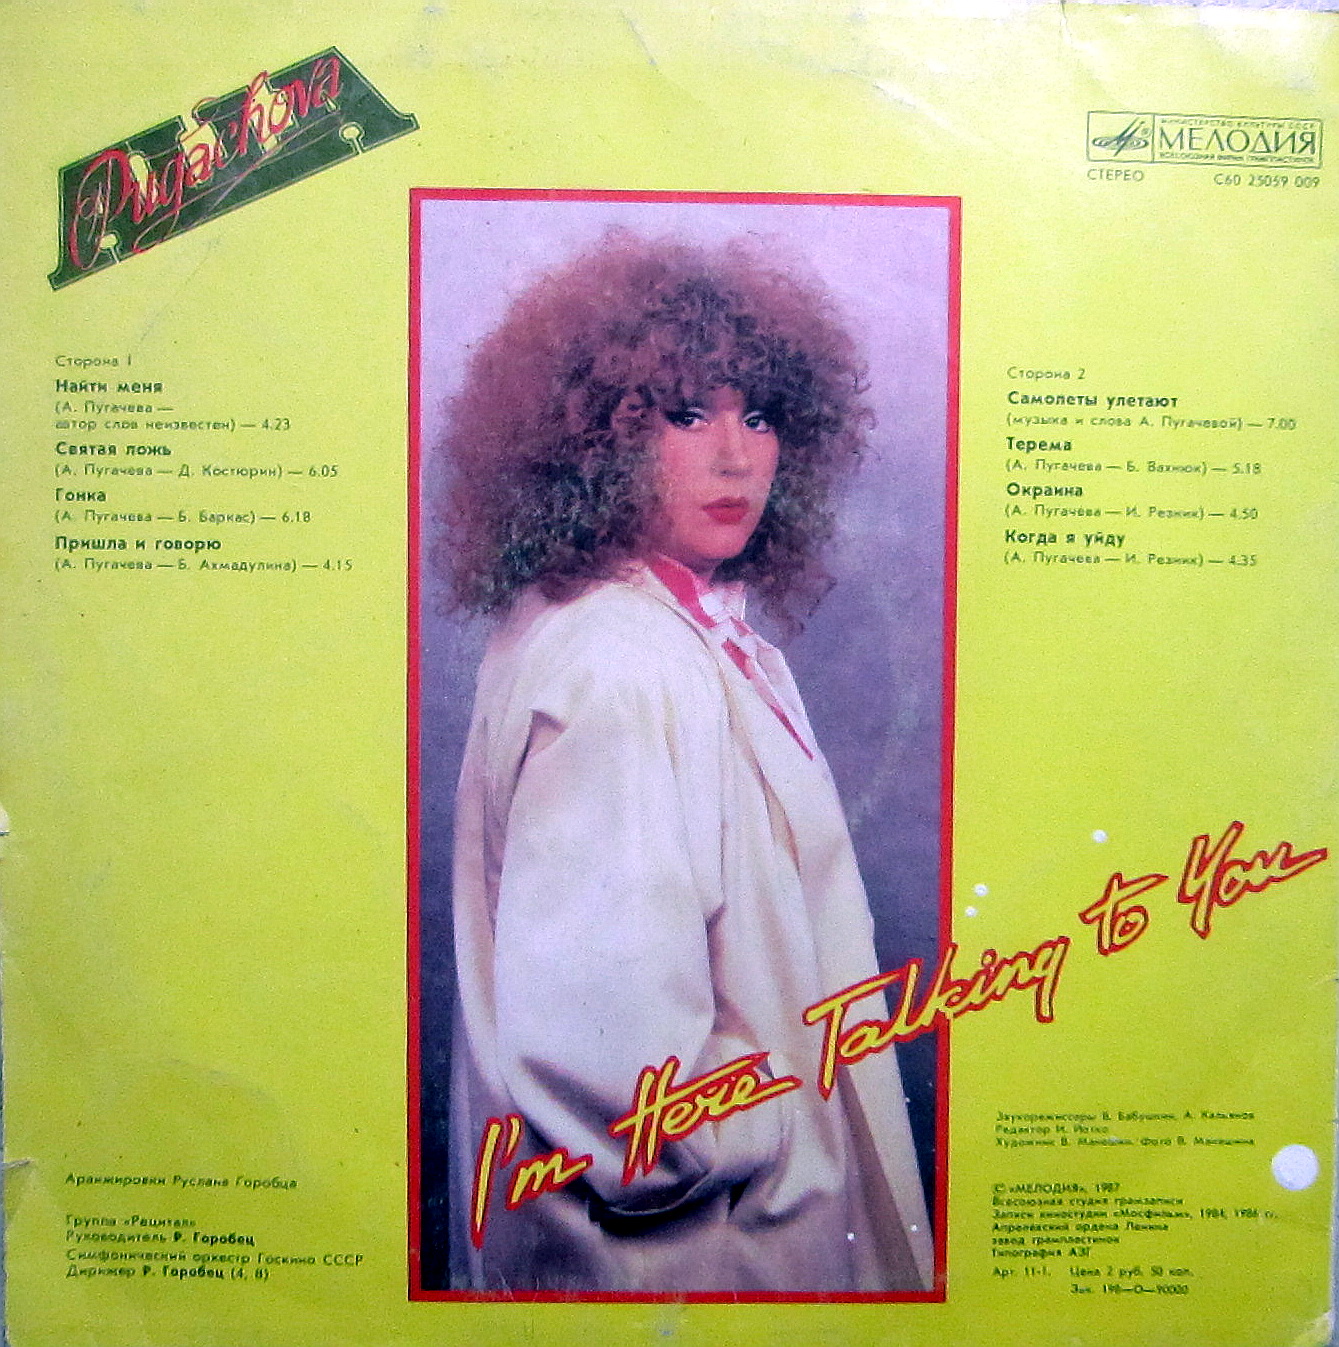 Pugachova
МИНИСТЕРСТВО КУЛЬТУРЫ СССР
МЕЛОДИЯ
ВСЕСОЮЗНАЯ ФИРМА ГРАМПЛАСТИНОК
СТЕРЕО
С60 25059 009
Сторона 1
Найти меня
(А. Пугачева —
автор слов неизвестен) — 4.23
Святая ложь
(А. Пугачева — Д. Костюрин) — 6.05
Гонка
(А. Пугачева — Б. Баркас) — 6.18
Пришла и говорю
(А. Пугачева — Б. Ахмадулина) — 4.15
Сторона 2
Самолеты улетают
(музыка и слова А. Пугачевой) — 7.00
Терема
(А. Пугачева — Б. Вахнюк) — 5.18
Окраина
(А. Пугачева — И. Резник) — 4.50
Когда я уйду
(А. Пугачева — И. Резник) — 4.35
I'm Here Talking to You
Аранжировки Руслана Горобца
Группа «Рецитал»
Руководитель Р. Горобец
Симфонический оркестр Госкино СССР
Дирижер Р. Горобец (4, 8)
Звукорежиссеры В. Бабушкин, А. Кальянов
Редактор И. Йотко
Художник В. Манешин. Фото В. Манешина
© «МЕЛОДИЯ», 1987
Всесоюзная студия грамзаписи
Записи киностудии «Мосфильм», 1984, 1986 гг.
Апрелевский ордена Ленина
завод грампластинок
Типография АЗГ
Арт. 11-1. Цена 2 руб. 50 коп.
Зак. 198—О—90000